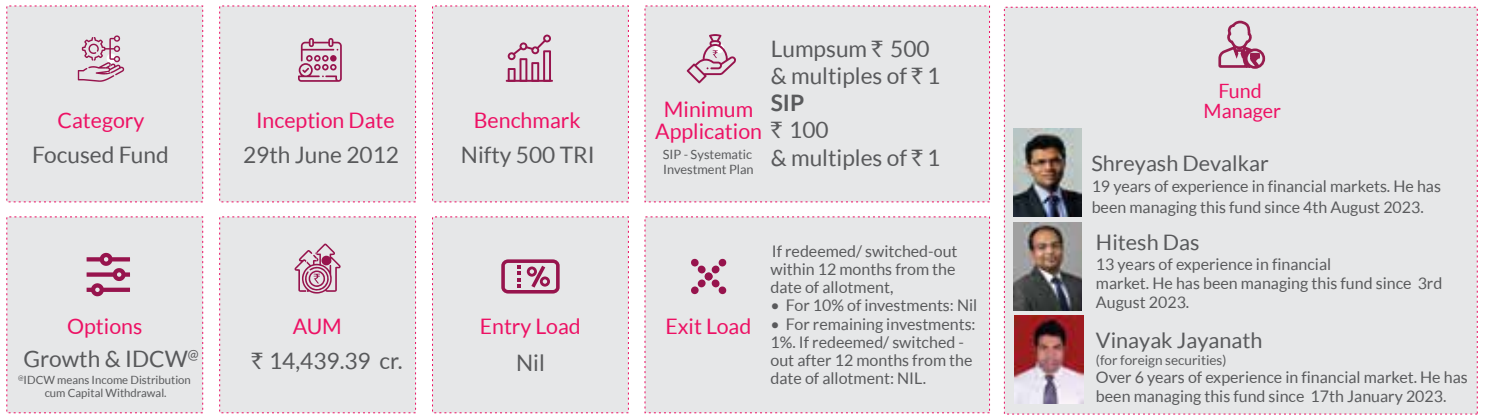 Category
Focused Fund
Inception Date
29th June 2012
Benchmark
Nifty 500 TRI
Minimum
Application
SIP - Systematic
Investment Plan
Lumpsum ₹ 500
& multiples of ₹ 1
SIP
₹ 100
& multiples of ₹ 1
Fund
Manager
Shreyash Devalkar
19 years of experience in financial markets. He has
been managing this fund since 4th August 2023.
Hitesh Das
13 years of experience in financial
market. He has been managing this fund since 3rd
August 2023.
Vinayak Jayanath
(for foreign securities)
Over 6 years of experience in financial market. He has
been managing this fund since 17th January 2023.
Options
Growth & IDCW@
@IDCW means Income Distribution
cum Capital Withdrawal.
AUM
₹ 14,439.39 cr.
%
Entry Load
Nil
Exit Load
If redeemed/ switched-out
within 12 months from the
date of allotment,
• For 10% of investments: Nil
• For remaining investments:
1%. If redeemed/ switched -
out after 12 months from the
date of allotment: NIL.